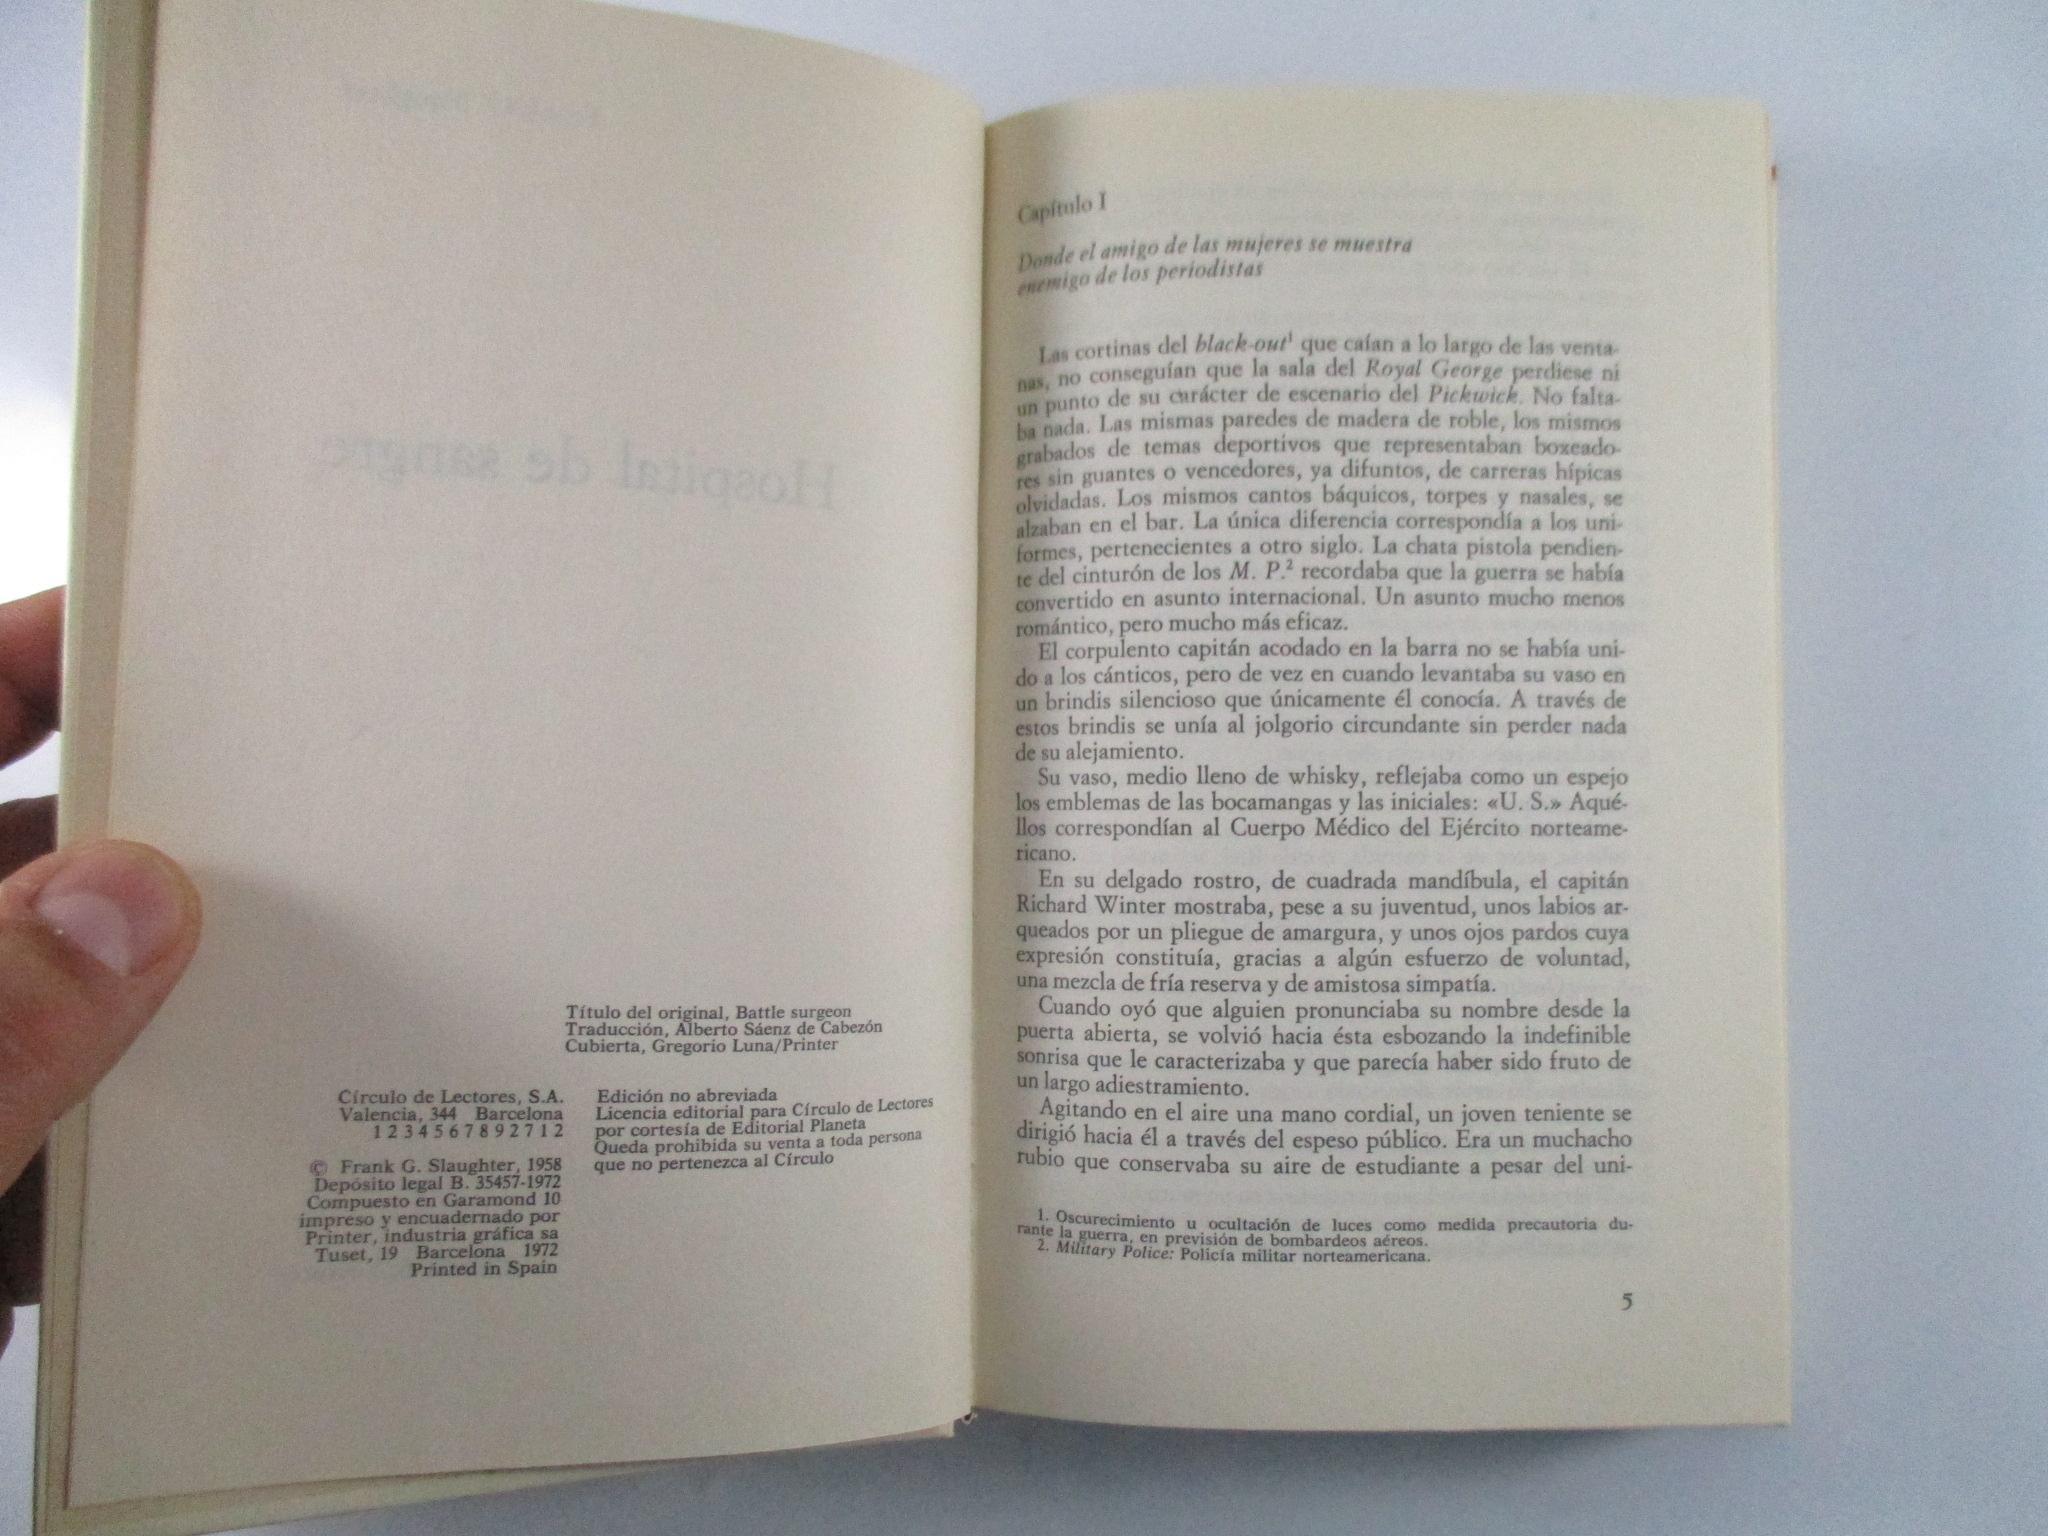 Hospital de sangre
Título del original, Battle surgeon
Traducción, Alberto Sáenz de Cabezón
Cubierta, Gregorio Luna/Printer
Círculo de Lectores, S.A.
Valencia, 344 Barcelona
1 2 3 4 5 6 7 8 9 2 7 1 2
© Frank G. Slaughter, 1958
Depósito legal B. 35457-1972
Compuesto en Garamond 10
impreso y encuadernado por
Printer, industria gráfica sa
Tuset, 19 Barcelona 1972
Printed in Spain
Edición no abreviada
Licencia editorial para Círculo de Lectores
por cortesía de Editorial Planeta
Queda prohibida su venta a toda persona
que no pertenezca al Círculo
Capítulo I
Donde el amigo de las mujeres se muestra
enemigo de los periodistas
Las cortinas del black-out¹ que caían a lo largo de las venta-
nas, no conseguían que la sala del Royal George perdiese ni
un punto de su carácter de escenario del Pickwick. No falta-
ba nada. Las mismas paredes de madera de roble, los mismos
grabados de temas deportivos que representaban boxeado-
res sin guantes o vencedores, ya difuntos, de carreras hípicas
olvidadas. Los mismos cantos báquicos, torpes y nasales, se
alzaban en el bar. La única diferencia correspondía a los uni-
formes, pertenecientes a otro siglo. La chata pistola pendien-
te del cinturón de los M. P.² recordaba que la guerra se había
convertido en asunto internacional. Un asunto mucho menos
romántico, pero mucho más eficaz.
El corpulento capitán acodado en la barra no se había uni-
do a los cánticos, pero de vez en cuando levantaba su vaso en
un brindis silencioso que únicamente él conocía. A través de
estos brindis se unía al jolgorio circundante sin perder nada
de su alejamiento.
Su vaso, medio lleno de whisky, reflejaba como un espejo
los emblemas de las bocamangas y las iniciales: «U. S.» Aqué-
llos correspondían al Cuerpo Médico del Ejército norteame-
ricano.
En su delgado rostro, de cuadrada mandíbula, el capitán
Richard Winter mostraba, pese a su juventud, unos labios ar-
queados por un pliegue de amargura, y unos ojos pardos cuya
expresión constituía, gracias a algún esfuerzo de voluntad,
una mezcla de fría reserva y de amistosa simpatía.
Cuando oyó que alguien pronunciaba su nombre desde la
puerta abierta, se volvió hacia ésta esbozando la indefinible
sonrisa que le caracterizaba y que parecía haber sido fruto de
un largo adiestramiento.
Agitando en el aire una mano cordial, un joven teniente se
dirigió hacia él a través del espeso público. Era un muchacho
rubio que conservaba su aire de estudiante a pesar del uni-
1. Oscurecimiento u ocultación de luces como medida precautoria du-
rante la guerra, en previsión de bombardeos aéreos.
2. Military Police: Policía militar norteamericana.
5